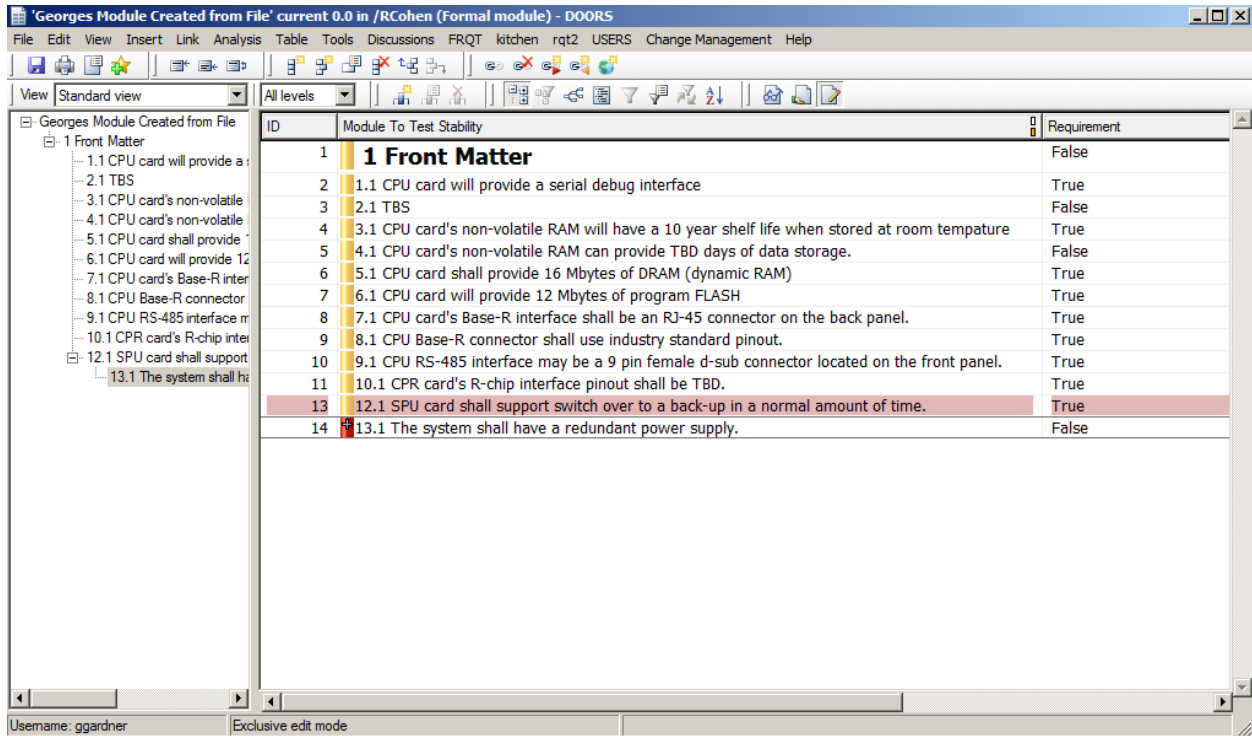 'Georges Module Created from File' current 0.0 in /RCohen (Formal module) - DOORS
File Edit View Insert Link Analysis Table Tools Discussions FRQT kitchen rqt2 USERS Change Management Help
View Standard view All levels
Georges Module Created from File
1 Front Matter
1.1 CPU card will provide a
2.1 TBS
3.1 CPU card's non-volatile
4.1 CPU card's non-volatile
5.1 CPU card shall provide
6.1 CPU card will provide 12
7.1 CPU card's Base-R inter
8.1 CPU Base-R connector
9.1 CPU RS-485 interface m
10.1 CPR card's R-chip inter
12.1 SPU card shall support
13.1 The system shall ha
ID Module To Test Stability Requirement
1 1 Front Matter False
2 1.1 CPU card will provide a serial debug interface True
3 2.1 TBS False
4 3.1 CPU card's non-volatile RAM will have a 10 year shelf life when stored at room tempature True
5 4.1 CPU card's non-volatile RAM can provide TBD days of data storage. False
6 5.1 CPU card shall provide 16 Mbytes of DRAM (dynamic RAM) True
7 6.1 CPU card will provide 12 Mbytes of program FLASH True
8 7.1 CPU card's Base-R interface shall be an RJ-45 connector on the back panel. True
9 8.1 CPU Base-R connector shall use industry standard pinout. True
10 9.1 CPU RS-485 interface may be a 9 pin female d-sub connector located on the front panel. True
11 10.1 CPR card's R-chip interface pinout shall be TBD. True
13 12.1 SPU card shall support switch over to a back-up in a normal amount of time. True
14 13.1 The system shall have a redundant power supply. False
Username: ggardner Exclusive edit mode